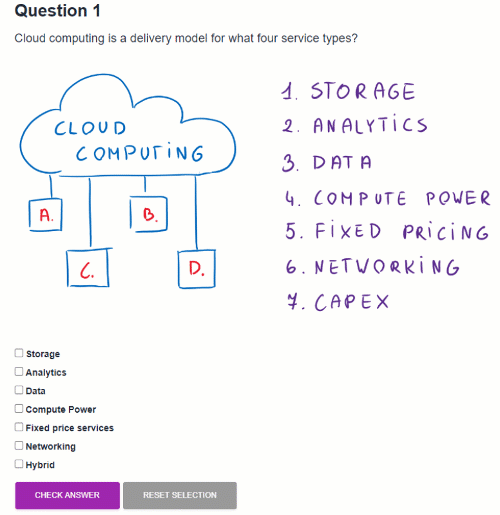 Question 1
Cloud computing is a delivery model for what four service types?
CLOUD
COMPUTING
A.
B.
C.
D.
1. STORAGE
2. ANALYTICS
3. DATA
4. COMPUTE POWER
5. FIXED PRICING
6. NETWORKING
7. CAPEX
Storage
Analytics
Data
Compute Power
Fixed price services
Networking
Hybrid
CHECK ANSWER
RESET SELECTION